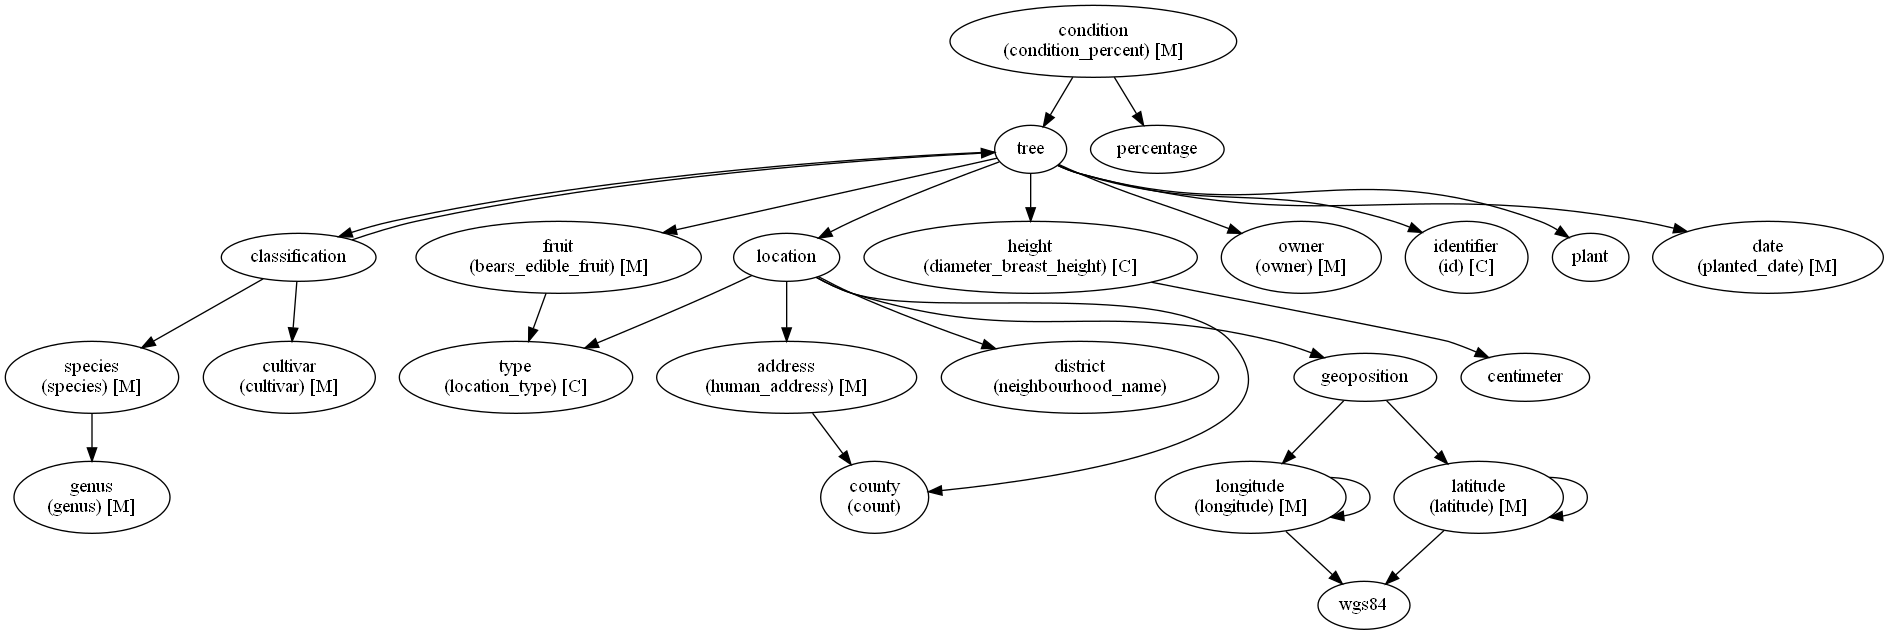 condition
(condition_percent) [M]
tree
percentage
classification
fruit
(bears_edible_fruit) [M]
location
height
(diameter_breast_height) [C]
owner
(owner) [M]
identifier
(id) [C]
plant
date
(planted_date) [M]
species
(species) [M]
cultivar
(cultivar) [M]
type
(location_type) [C]
address
(human_address) [M]
district
(neighbourhood_name)
geoposition
centimeter
genus
(genus) [M]
county
(count)
longitude
(longitude) [M]
latitude
(latitude) [M]
wgs84